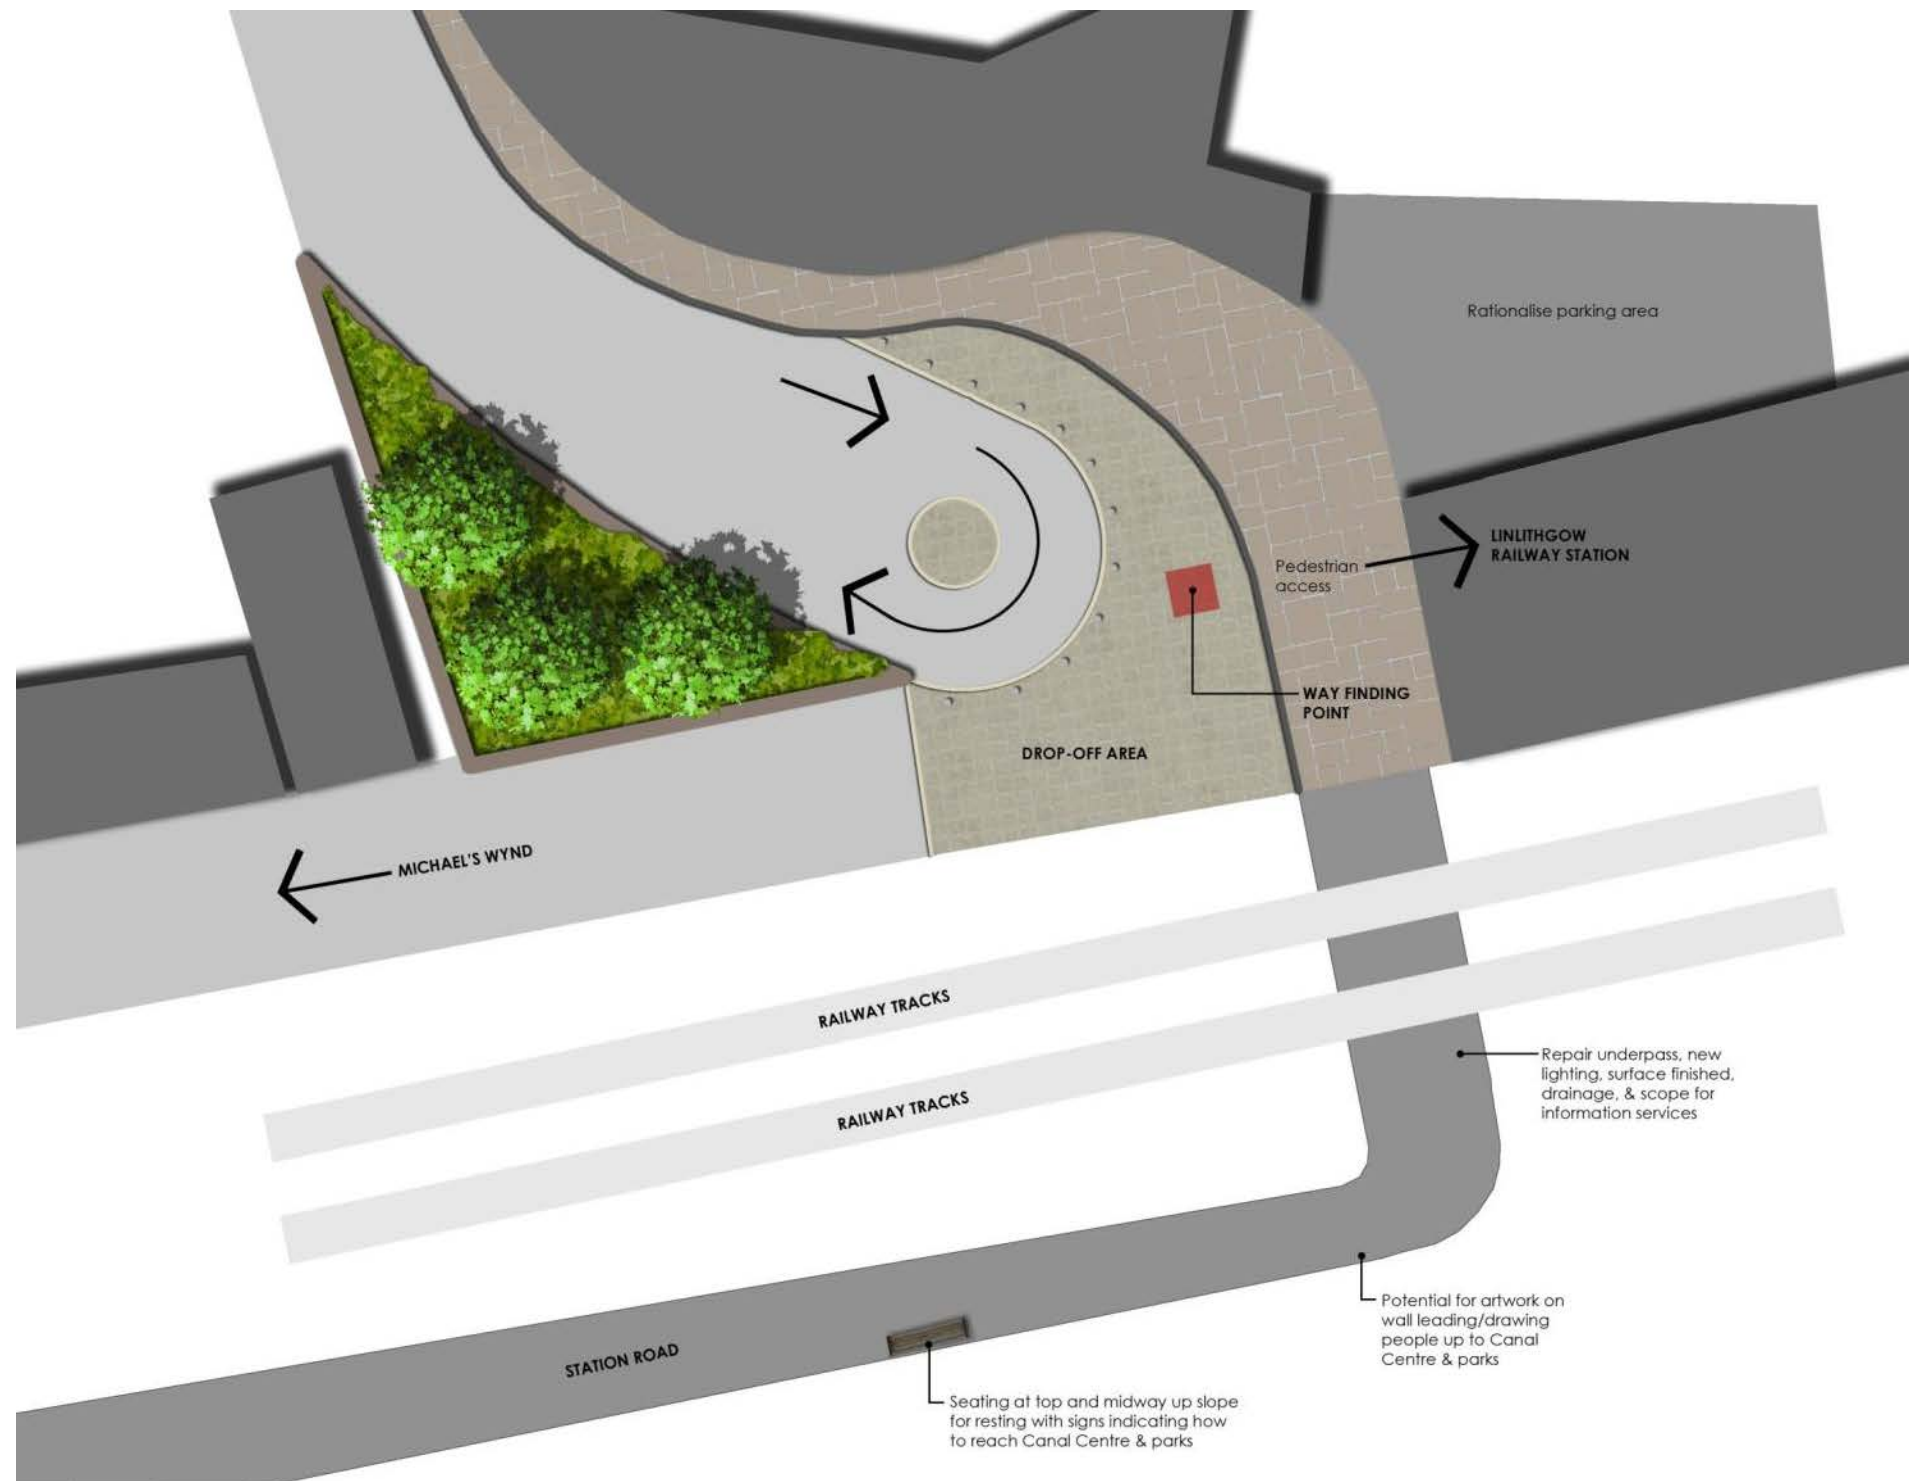 Rationalise parking area
LINLITHGOW
RAILWAY STATION
Pedestrian
access
WAY FINDING
POINT
DROP-OFF AREA
MICHAEL'S WYND
RAILWAY TRACKS
RAILWAY TRACKS
Repair underpass, new
lighting, surface finished,
drainage, & scope for
information services
Potential for artwork on
wall leading/drawing
people up to Canal
Centre & parks
STATION ROAD
Seating at top and midway up slope
for resting with signs indicating how
to reach Canal Centre & parks